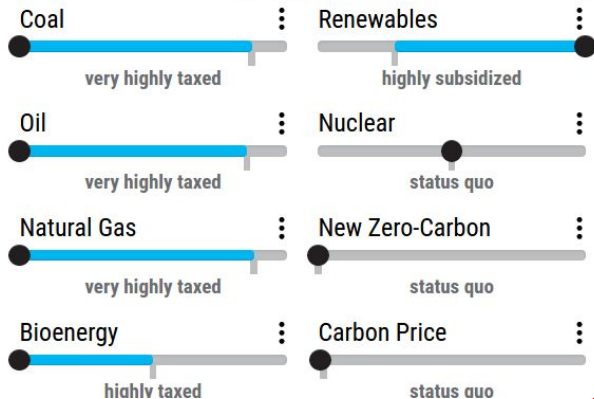 Coal
Renewables
very highly taxed
highly subsidized
Oil
Nuclear
very highly taxed
status quo
Natural Gas
New Zero-Carbon
very highly taxed
status quo
Bioenergy
Carbon Price
highly taxed
status quo